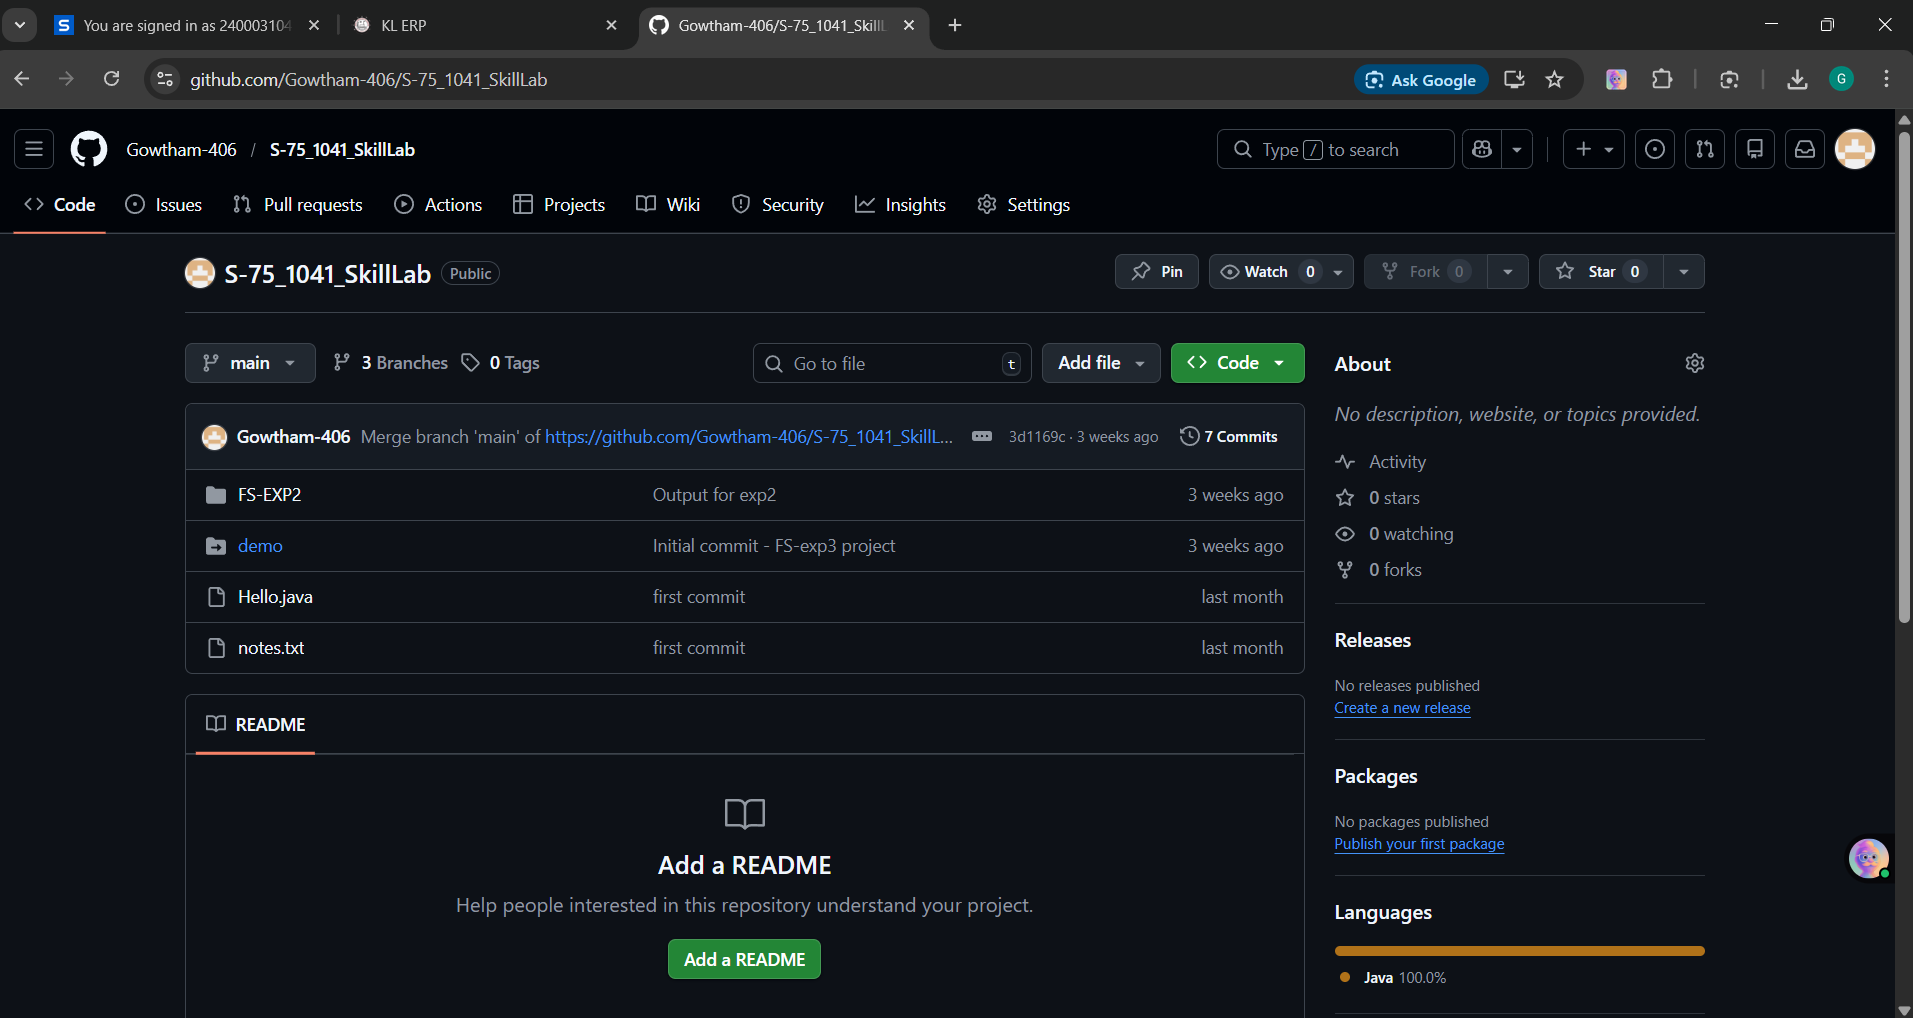 You are signed in as 240003104
KL ERP
Gowtham-406/S-75_1041_SkillL
github.com/Gowtham-406/S-75_1041_SkillLab
Ask Google
G
Gowtham-406 / S-75_1041_SkillLab
Type / to search
Code
Issues
Pull requests
Actions
Projects
Wiki
Security
Insights
Settings
S-75_1041_SkillLab Public
Pin
Watch 0
Fork 0
Star 0
main
3 Branches
0 Tags
Go to file t
Add file
Code
Gowtham-406 Merge branch 'main' of https://github.com/Gowtham-406/S-75_1041_SkillL... 3d1169c · 3 weeks ago 7 Commits
FS-EXP2 Output for exp2 3 weeks ago
demo Initial commit - FS-exp3 project 3 weeks ago
Hello.java first commit last month
notes.txt first commit last month
README
Add a README
Help people interested in this repository understand your project.
Add a README
About
No description, website, or topics provided.
Activity
0 stars
0 watching
0 forks
Releases
No releases published
Create a new release
Packages
No packages published
Publish your first package
Languages
Java 100.0%